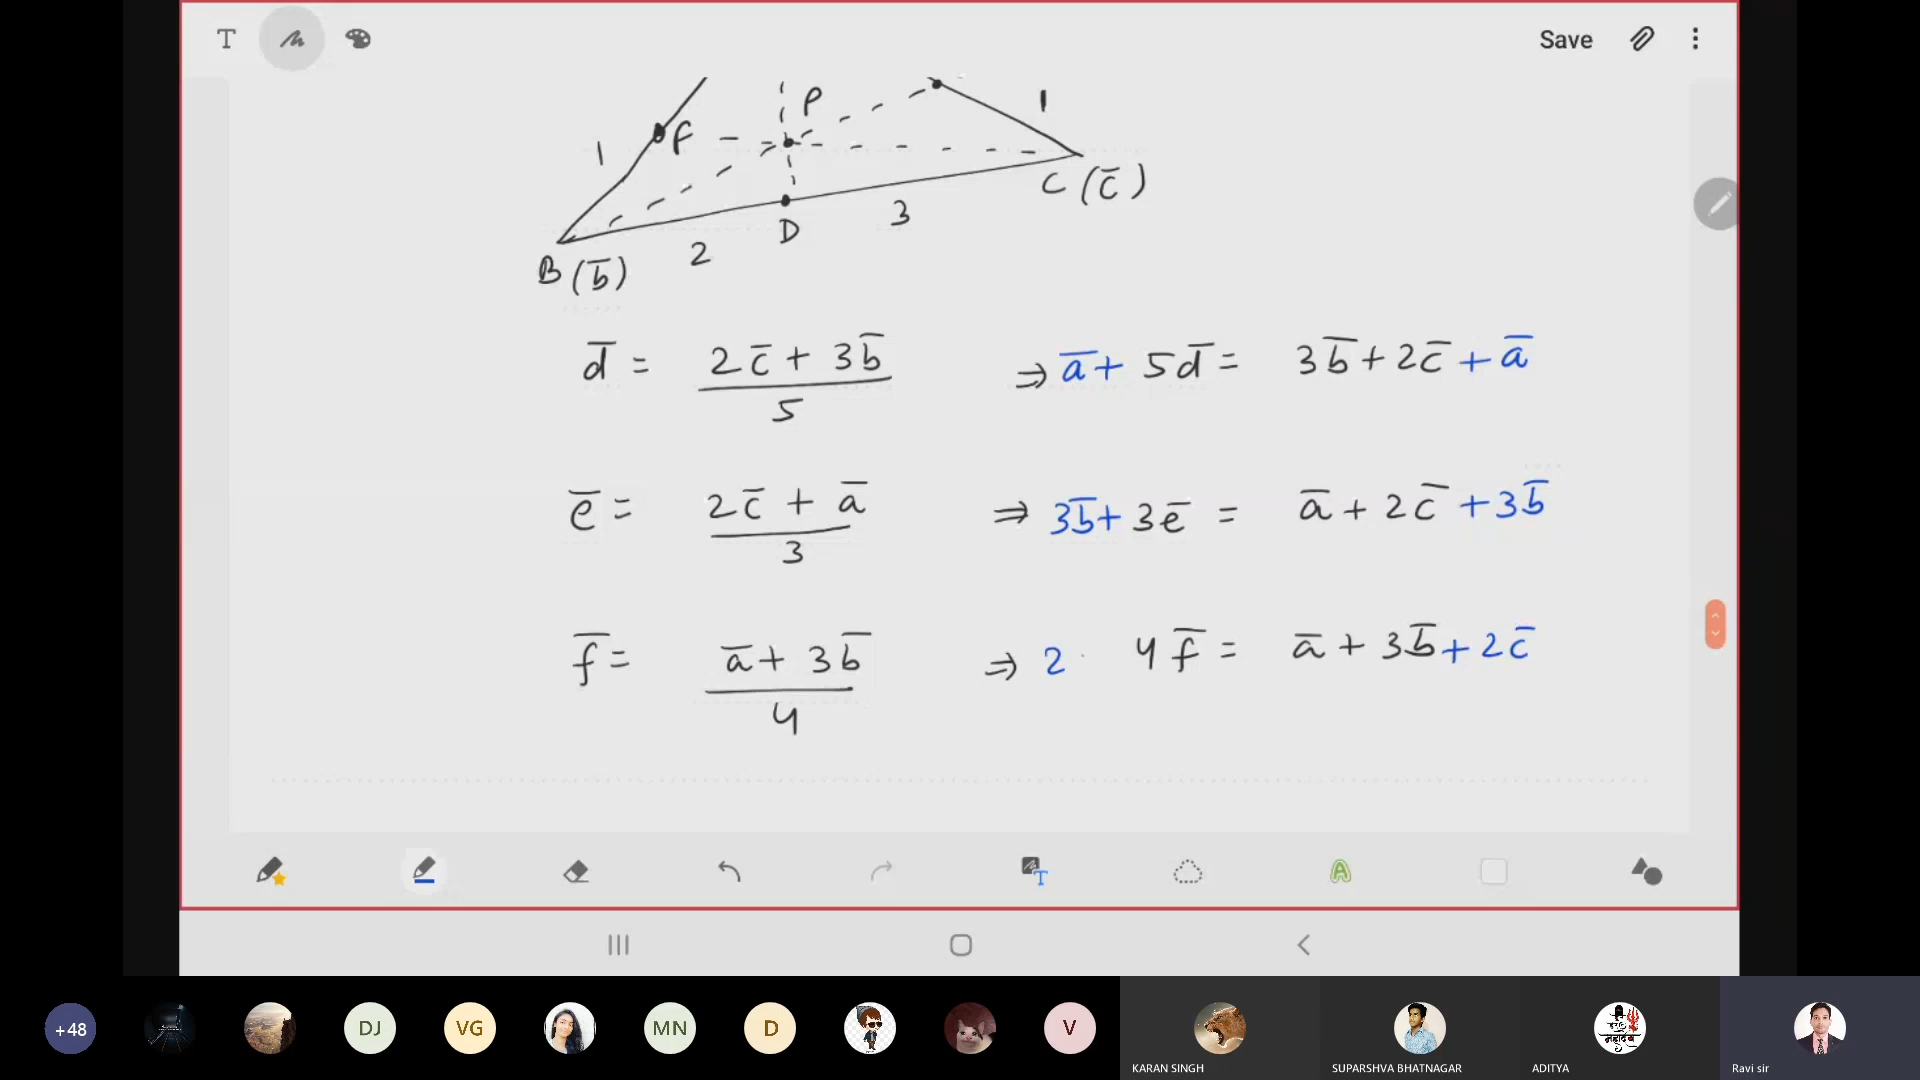 T Save
P
1 F 1
C (c̅)
D 3
B (b̅) 2
d̅ = (2c̅ + 3b̅)/5 ⇒ a̅ + 5d̅ = 3b̅ + 2c̅ + a̅
e̅ = (2c̅ + a̅)/3 ⇒ 3b̅ + 3e̅ = a̅ + 2c̅ + 3b̅
f̅ = (a̅ + 3b̅)/4 ⇒ 2 4f̅ = a̅ + 3b̅ + 2c̅
T A
+48 DJ VG MN D V
KARAN SINGH SUPARSHVA BHATNAGAR ADITYA Ravi sir